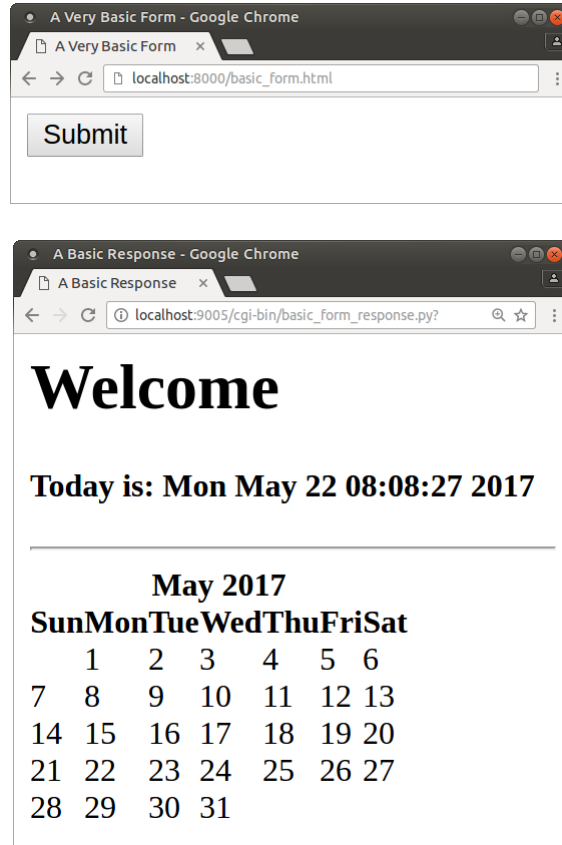 A Very Basic Form - Google Chrome
A Very Basic Form
localhost:8000/basic_form.html
Submit
A Basic Response - Google Chrome
A Basic Response
localhost:9005/cgi-bin/basic_form_response.py?
Welcome
Today is: Mon May 22 08:08:27 2017
May 2017
SunMonTueWedThuFriSat
1 2 3 4 5 6
7 8 9 10 11 12 13
14 15 16 17 18 19 20
21 22 23 24 25 26 27
28 29 30 31